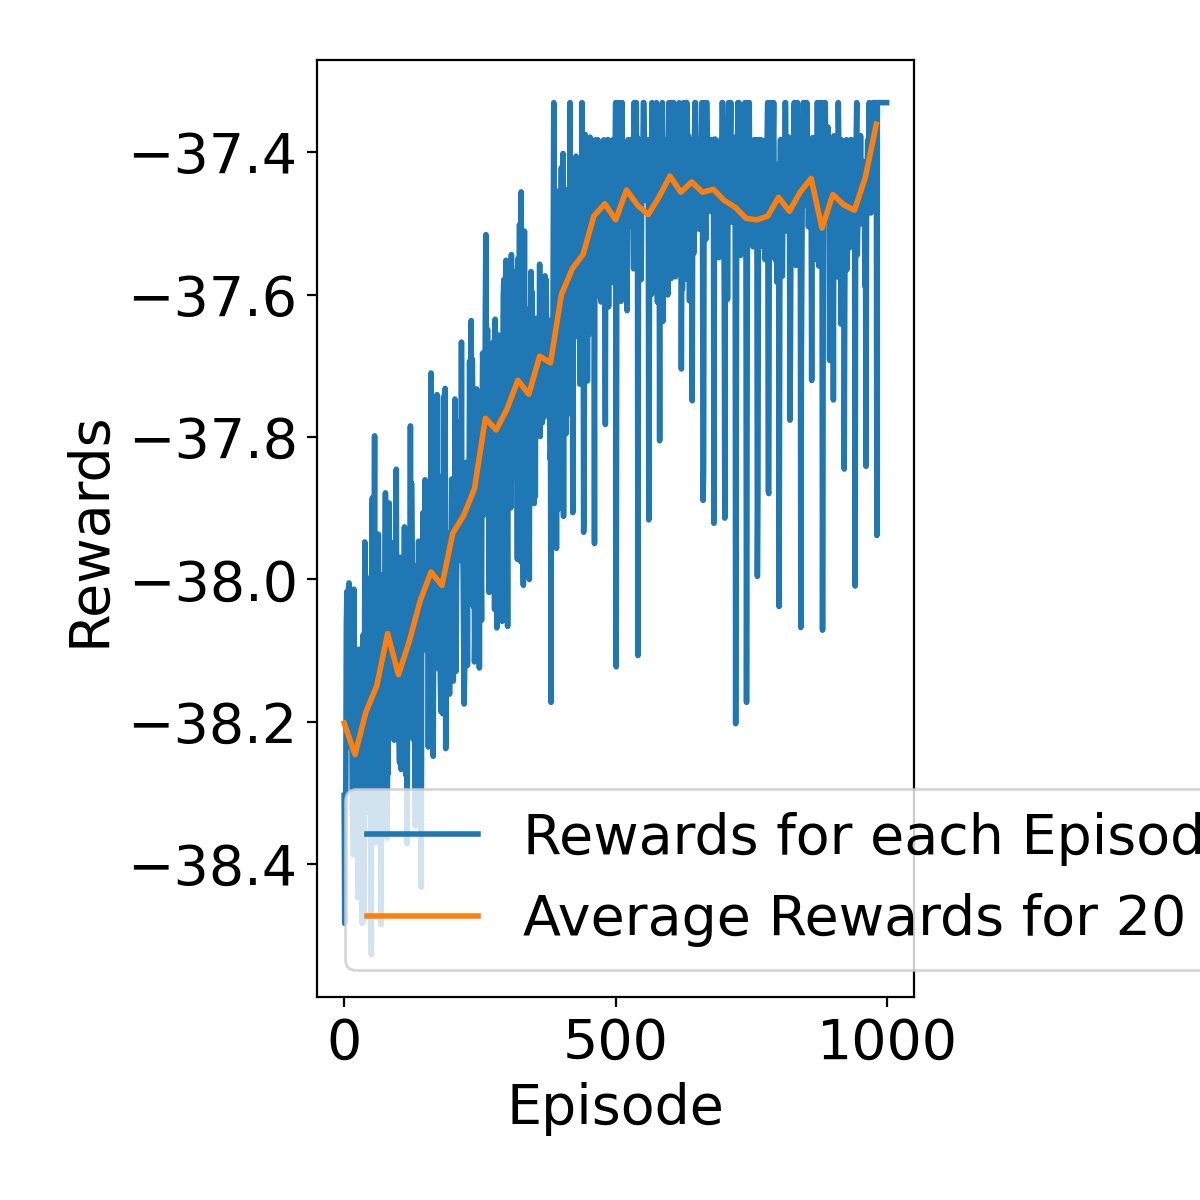 −37.4
−37.6
−37.8
−38.0
−38.2
−38.4
Rewards
Rewards for each Episod
Average Rewards for 20
0 500 1000
Episode